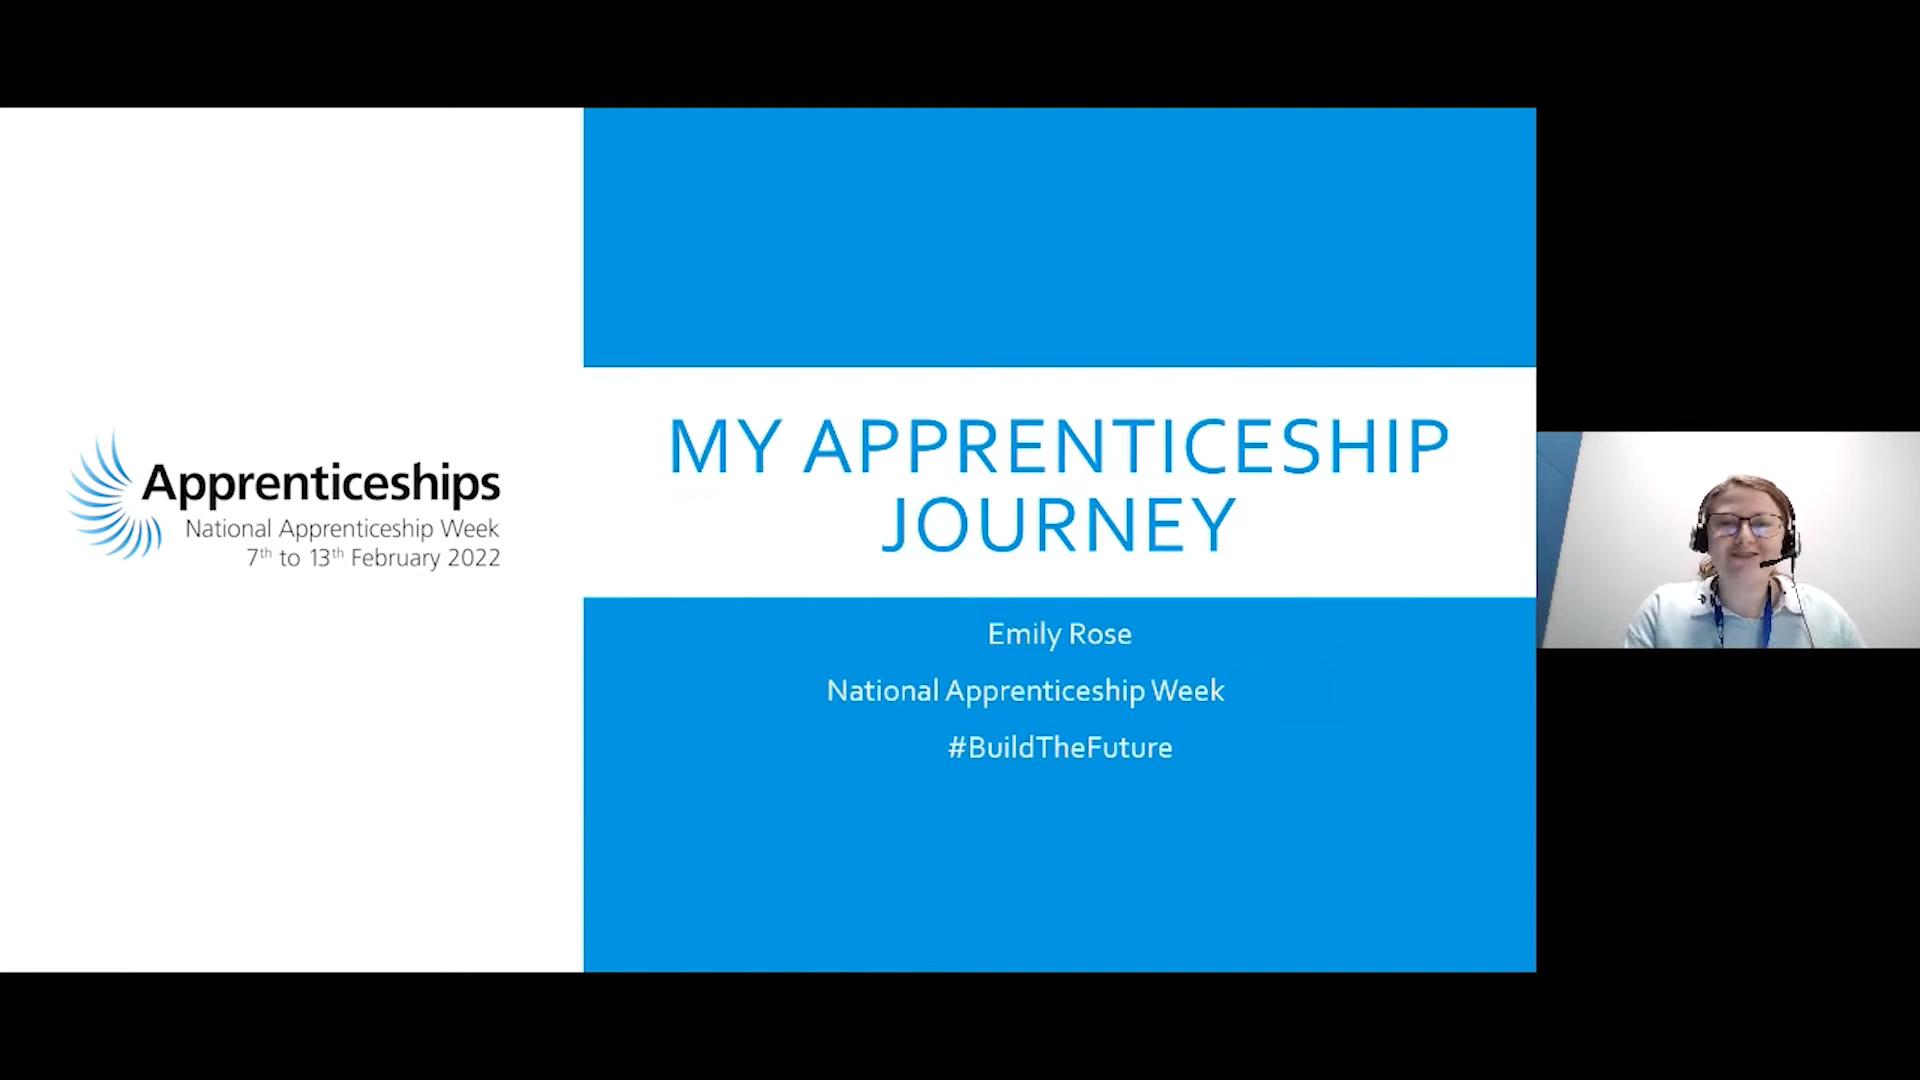 Apprenticeships
National Apprenticeship Week
7th to 13th February 2022
MY APPRENTICESHIP
JOURNEY
Emily Rose
National Apprenticeship Week
#BuildTheFuture